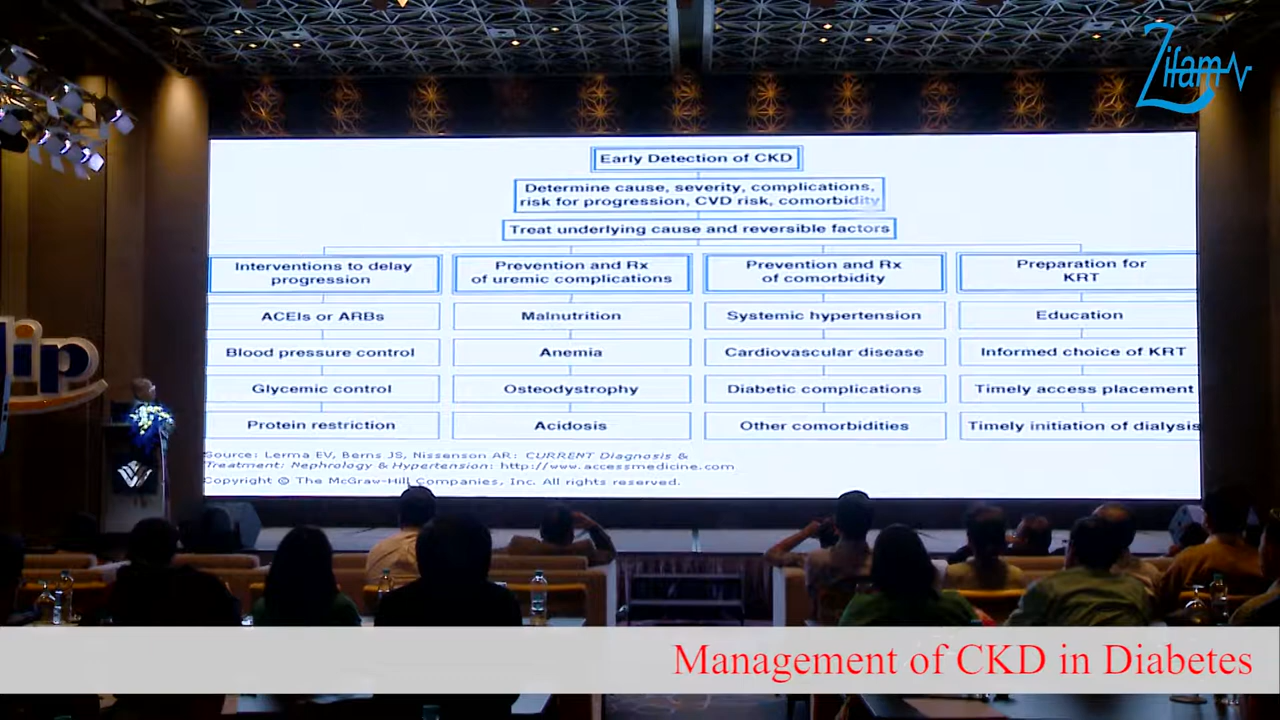 Zifam
Early Detection of CKD
Determine cause, severity, complications,
risk for progression, CVD risk, comorbidity
Treat underlying cause and reversible factors
Interventions to delay
progression
ACEIs or ARBs
Blood pressure control
Glycemic control
Protein restriction
Prevention and Rx
of uremic complications
Malnutrition
Anemia
Osteodystrophy
Acidosis
Prevention and Rx
of comorbidity
Systemic hypertension
Cardiovascular disease
Diabetic complications
Other comorbidities
Preparation for
KRT
Education
Informed choice of KRT
Timely access placement
Timely initiation of dialysis
Source: Lerma EV, Berns JS, Nissenson AR: CURRENT Diagnosis &
Treatment: Nephrology & Hypertension: http://www.accessmedicine.com
Copyright © The McGraw-Hill Companies, Inc. All rights reserved.
ip
Management of CKD in Diabetes